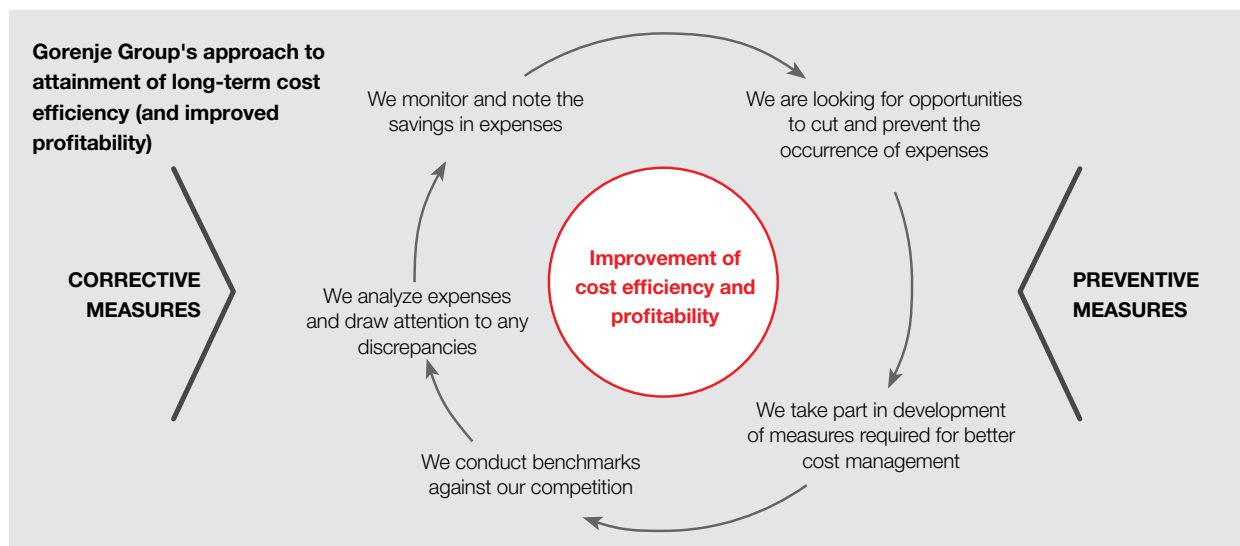 Gorenje Group's approach to
attainment of long-term cost
efficiency (and improved
profitability)
We monitor and note the
savings in expenses
We are looking for opportunities
to cut and prevent the
occurrence of expenses
CORRECTIVE
MEASURES
We analyze expenses
and draw attention to any
discrepancies
Improvement of
cost efficiency and
profitability
PREVENTIVE
MEASURES
We conduct benchmarks
against our competition
We take part in development
of measures required for better
cost management